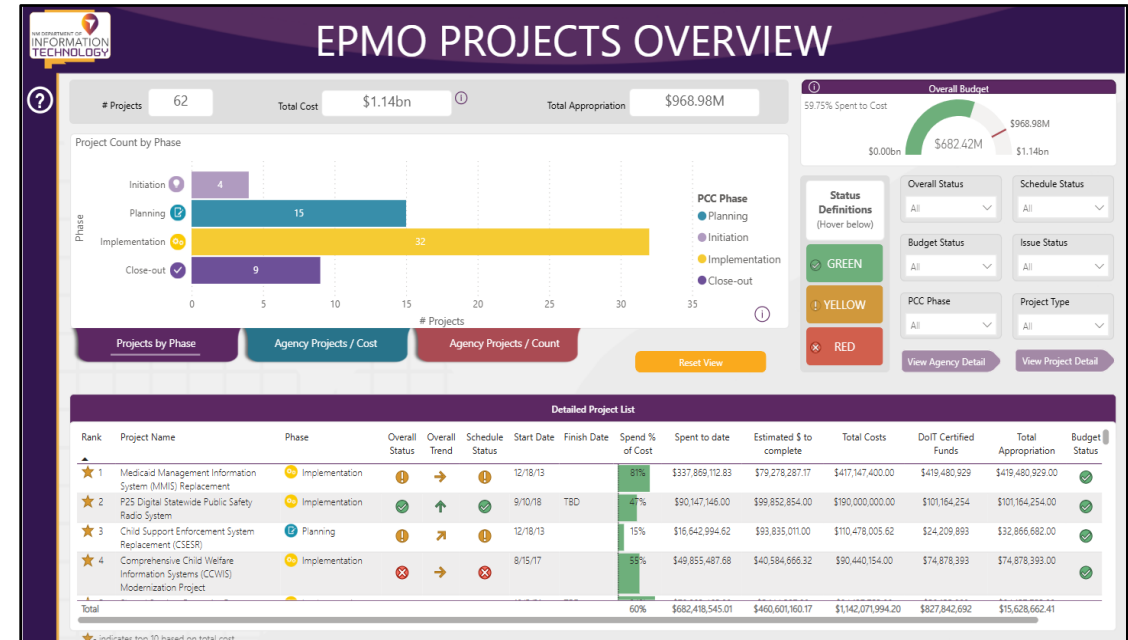 NM DEPARTMENT OF
INFORMATION
TECHNOLOGY
EPMO PROJECTS OVERVIEW
# Projects 62 Total Cost $1.14bn Total Appropriation $968.98M
Overall Budget
59.75% Spent to Cost
$968.98M
$682.42M
$0.00bn $1.14bn
Project Count by Phase
Phase
Initiation 4
Planning 15
Implementation 32
Close-out 9
0 5 10 15 20 25 30 35
# Projects
PCC Phase
Planning
Initiation
Implementation
Close-out
Status
Definitions
(Hover below)
GREEN
YELLOW
RED
Overall Status Schedule Status
All All
Budget Status Issue Status
All All
PCC Phase Project Type
All All
View Agency Detail View Project Detail
Projects by Phase Agency Projects / Cost Agency Projects / Count
Reset View
Detailed Project List
Rank Project Name Phase Overall Status Overall Trend Schedule Status Start Date Finish Date Spend % of Cost Spent to date Estimated $ to complete Total Costs DoIT Certified Funds Total Appropriation Budget Status
1 Medicaid Management Information System (MMIS) Replacement Implementation 12/18/13 81% $337,869,112.83 $79,278,287.17 $417,147,400.00 $419,480,929 $419,480,929.00
2 P25 Digital Statewide Public Safety Radio System Implementation 9/10/18 TBD 47% $90,147,146.00 $99,852,854.00 $190,000,000.00 $101,164,254 $101,164,254.00
3 Child Support Enforcement System Replacement (CSESR) Planning 12/18/13 15% $16,642,994.62 $93,835,011.00 $110,478,005.62 $24,209,893 $32,866,682.00
4 Comprehensive Child Welfare Information Systems (CCWIS) Modernization Project Implementation 8/15/17 55% $49,855,487.68 $40,584,666.32 $90,440,154.00 $74,878,393 $74,878,393.00
Total 60% $682,418,545.01 $460,601,160.17 $1,142,071,994.20 $827,842,692 $15,628,662.41
- indicates top 10 based on total cost